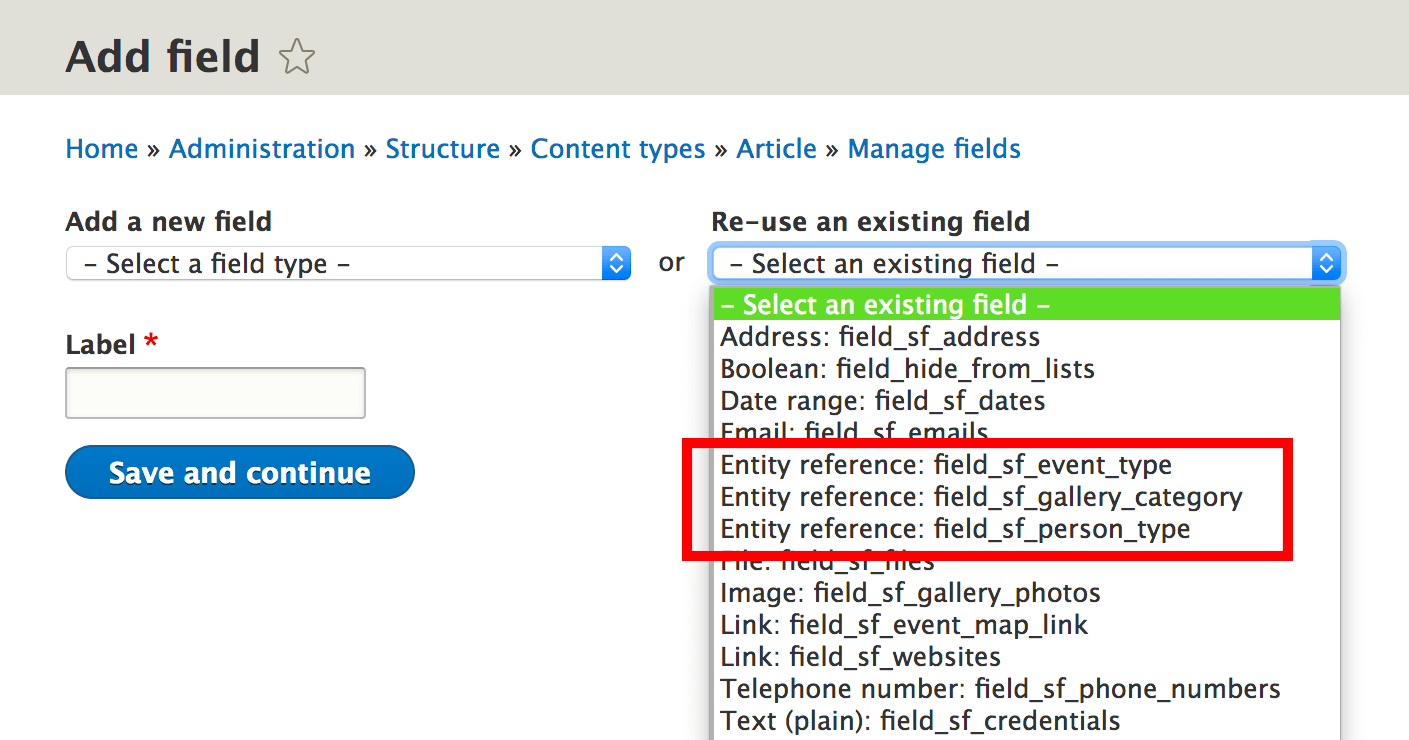 Add field
Home » Administration » Structure » Content types » Article » Manage fields
Add a new field
– Select a field type –
or
Re-use an existing field
– Select an existing field –
– Select an existing field –
Address: field_sf_address
Boolean: field_hide_from_lists
Date range: field_sf_dates
Email: field_sf_emails
Entity reference: field_sf_event_type
Entity reference: field_sf_gallery_category
Entity reference: field_sf_person_type
File: field_sf_files
Image: field_sf_gallery_photos
Link: field_sf_event_map_link
Link: field_sf_websites
Telephone number: field_sf_phone_numbers
Text (plain): field_sf_credentials
Label *
Save and continue